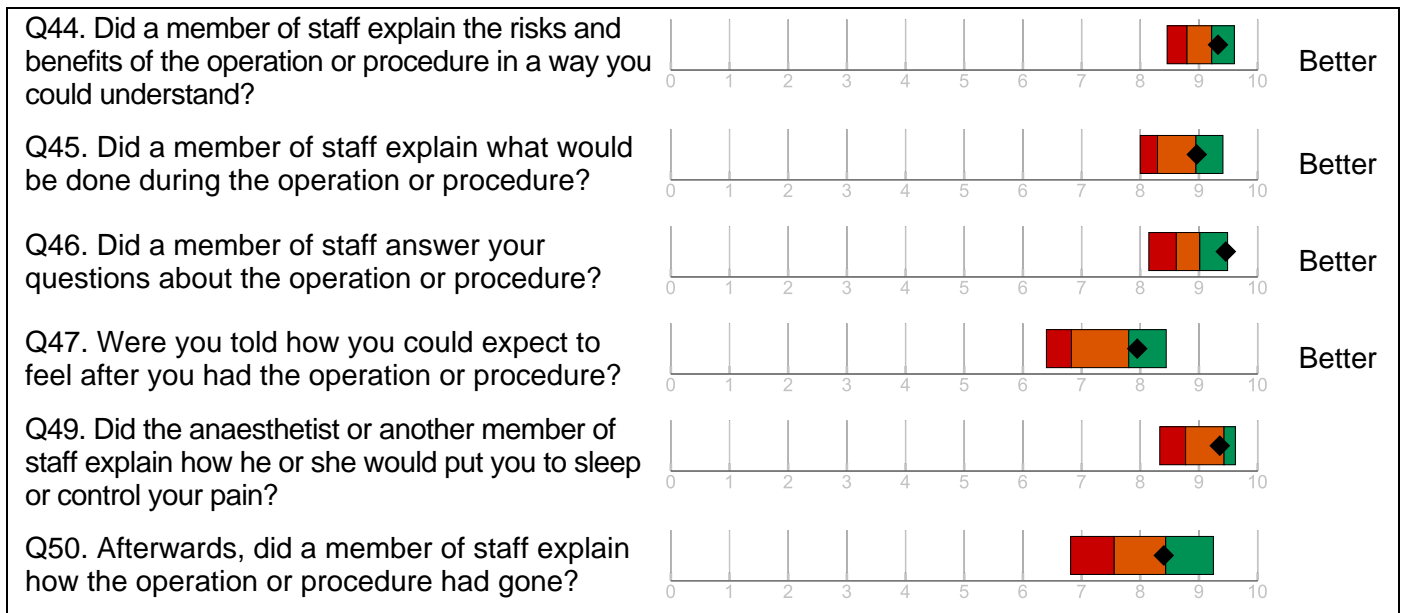 Q44. Did a member of staff explain the risks and
benefits of the operation or procedure in a way you
could understand?
0 1 2 3 4 5 6 7 8 9 10
Better
Q45. Did a member of staff explain what would
be done during the operation or procedure?
0 1 2 3 4 5 6 7 8 9 10
Better
Q46. Did a member of staff answer your
questions about the operation or procedure?
0 1 2 3 4 5 6 7 8 9 10
Better
Q47. Were you told how you could expect to
feel after you had the operation or procedure?
0 1 2 3 4 5 6 7 8 9 10
Better
Q49. Did the anaesthetist or another member of
staff explain how he or she would put you to sleep
or control your pain?
0 1 2 3 4 5 6 7 8 9 10
Q50. Afterwards, did a member of staff explain
how the operation or procedure had gone?
0 1 2 3 4 5 6 7 8 9 10